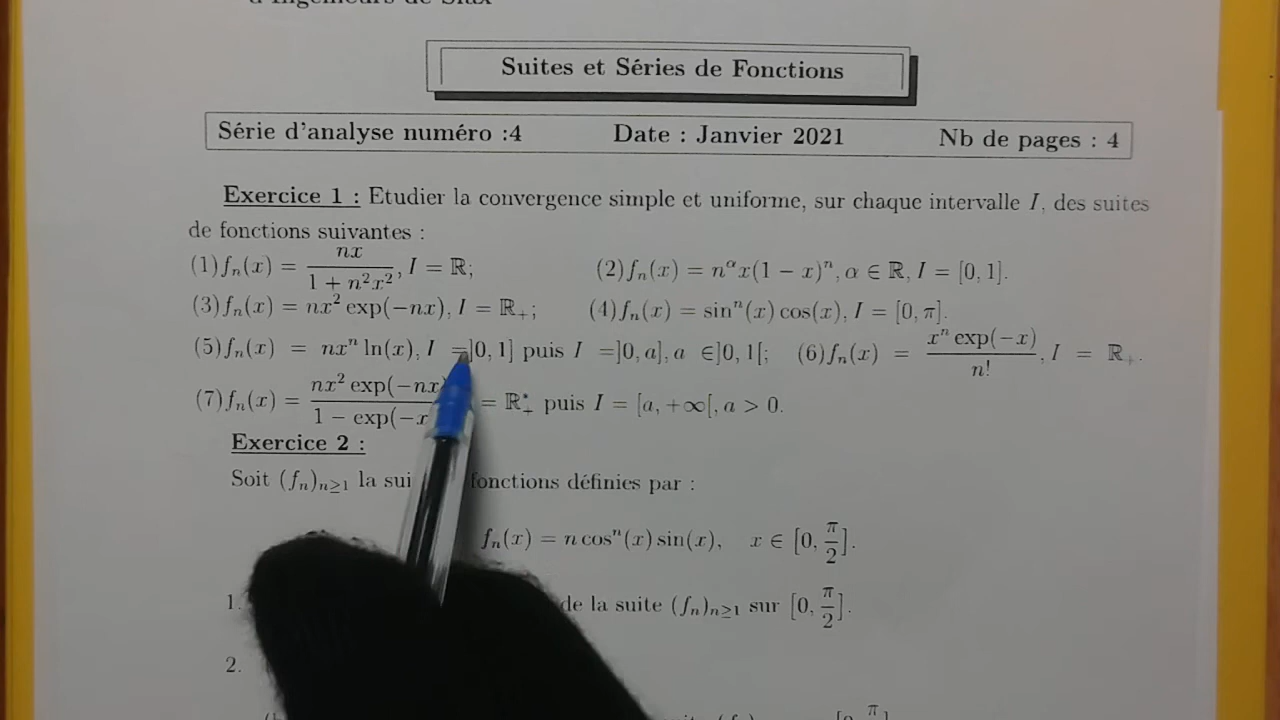 Suites et Séries de Fonctions
Série d'analyse numéro :4 Date : Janvier 2021 Nb de pages : 4
Exercice 1 : Etudier la convergence simple et uniforme, sur chaque intervalle I, des suites
de fonctions suivantes :
(1)fₙ(x) = nx / (1 + n²x²), I = ℝ; (2)fₙ(x) = n^α x(1 − x)ⁿ, α ∈ ℝ, I = [0, 1].
(3)fₙ(x) = nx² exp(−nx), I = ℝ₊; (4)fₙ(x) = sinⁿ(x) cos(x), I = [0, π].
(5)fₙ(x) = nxⁿ ln(x), I =]0, 1] puis I =]0, a], a ∈]0, 1[; (6)fₙ(x) = xⁿ exp(−x) / n!, I = ℝ₊.
(7)fₙ(x) = nx² exp(−nx) / 1 − exp(−x = ℝ₊* puis I = [a, +∞[, a > 0.
Exercice 2 :
Soit (fₙ)ₙ≥₁ la fonctions définies par :
fₙ(x) = n cosⁿ(x) sin(x), x ∈ [0, π/2].
1. de la suite (fₙ)ₙ≥₁ sur [0, π/2].
2.